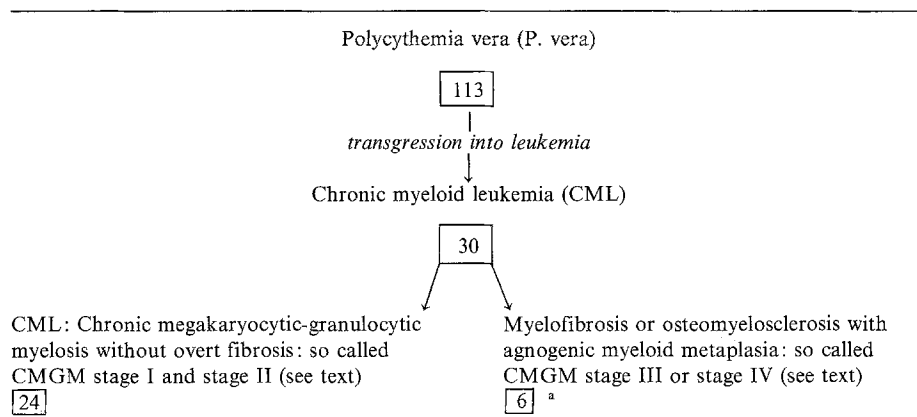 Polycythemia vera (P. vera)
113
transgression into leukemia
Chronic myeloid leukemia (CML)
30
CML: Chronic megakaryocytic-granulocytic
myelosis without overt fibrosis: so called
CMGM stage I and stage II (see text)
24
Myelofibrosis or osteomyelosclerosis with
agnogenic myeloid metaplasia: so called
CMGM stage III or stage IV (see text)
6 a